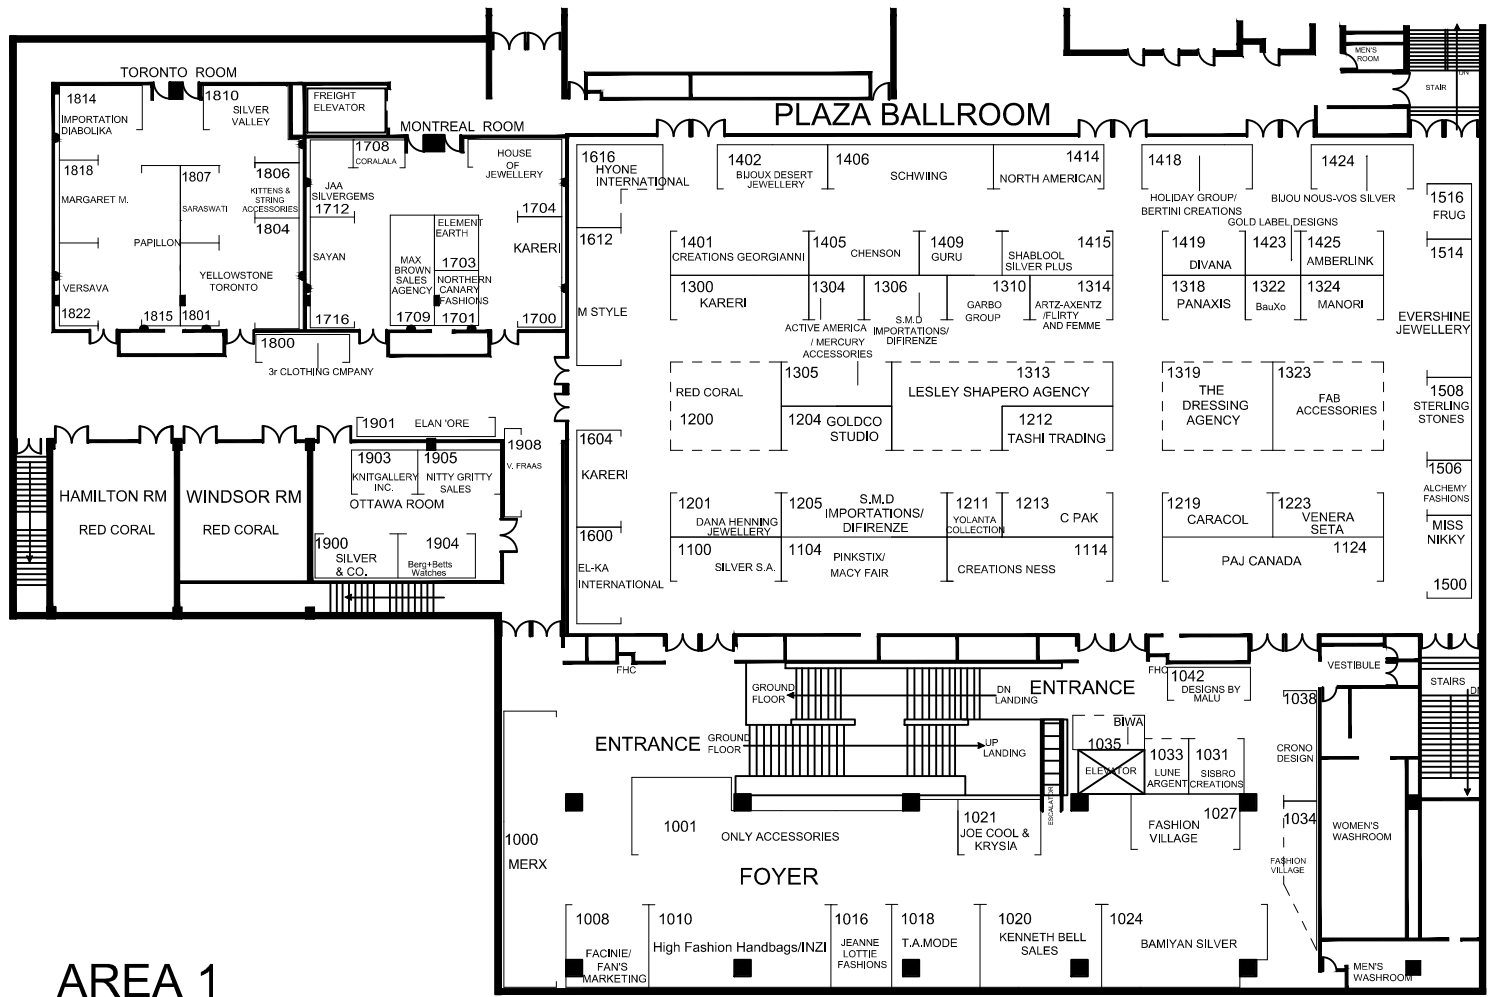 TORONTO ROOM
1814
IMPORTATION
DIABOLIKA
1810
SILVER
VALLEY
1818
MARGARET M.
1807
SARASWATI
1806
KITTENS &
STRING
ACCESSORIES
1804
PAPILLON
YELLOWSTONE
TORONTO
VERSAVA
1822
1815
1801
FREIGHT
ELEVATOR
MONTREAL ROOM
1708
CORALALA
HOUSE
OF
JEWELLERY
JAA
SILVERGEMS
1712
1704
ELEMENT
EARTH
KARERI
SAYAN
MAX
BROWN
SALES
AGENCY
1703
NORTHERN
CANARY
FASHIONS
1716
1709
1701
1700
1800
3r CLOTHING CMPANY
1901
ELAN 'ORE
1908
V. FRAAS
1903
KNITGALLERY
INC.
1905
NITTY GRITTY
SALES
OTTAWA ROOM
1900
SILVER
& CO.
1904
Berg+Betts
Watches
HAMILTON RM
RED CORAL
WINDSOR RM
RED CORAL
PLAZA BALLROOM
MEN'S
ROOM
STAIR
DN
1616
HYONE
INTERNATIONAL
1402
BIJOUX DESERT
JEWELLERY
1406
SCHWIING
1414
NORTH AMERICAN
1418
HOLIDAY GROUP/
BERTINI CREATIONS
1424
BIJOU NOUS-VOS SILVER
GOLD LABEL DESIGNS
1516
FRUG
1612
M STYLE
1401
CREATIONS GEORGIANNI
1405
CHENSON
1409
GURU
1415
SHABLOOL
SILVER PLUS
1419
DIVANA
1423
1425
AMBERLINK
1514
EVERSHINE
JEWELLERY
1300
KARERI
1304
ACTIVE AMERICA
/ MERCURY
ACCESSORIES
1306
S.M.D
IMPORTATIONS/
DIFIRENZE
1310
GARBO
GROUP
1314
ARTZ-AXENTZ
/FLIRTY
AND FEMME
1318
PANAXIS
1322
BauXo
1324
MANORI
RED CORAL
1200
1305
1204
GOLDCO
STUDIO
1313
LESLEY SHAPERO AGENCY
1212
TASHI TRADING
1319
THE
DRESSING
AGENCY
1323
FAB
ACCESSORIES
1508
STERLING
STONES
1604
KARERI
1506
ALCHEMY
FASHIONS
1201
DANA HENNING
JEWELLERY
1205
S.M.D
IMPORTATIONS/
DIFIRENZE
1211
YOLANTA
COLLECTION
1213
C PAK
1219
CARACOL
1223
VENERA
SETA
MISS
NIKKY
1500
1600
EL-KA
INTERNATIONAL
1100
SILVER S.A.
1104
PINKSTIX/
MACY FAIR
1114
CREATIONS NESS
1124
PAJ CANADA
FHC
FHC
GROUND
FLOOR
DN
LANDING
ENTRANCE
1042
DESIGNS BY
MALU
VESTIBULE
STAIRS
DN
ENTRANCE
GROUND
FLOOR
UP
LANDING
BIWA
1035
ELEVATOR
ESCALATOR
1033
LUNE
ARGENT
1031
SISBRO
CREATIONS
1038
CRONO
DESIGN
1000
MERX
1001
ONLY ACCESSORIES
1021
JOE COOL &
KRYSIA
1027
FASHION
VILLAGE
1034
FASHION
VILLAGE
WOMEN'S
WASHROOM
FOYER
1008
FACINIE/
FAN'S
MARKETING
1010
High Fashion Handbags/INZI
1016
JEANNE
LOTTIE
FASHIONS
1018
T.A.MODE
1020
KENNETH BELL
SALES
1024
BAMIYAN SILVER
MEN'S
WASHROOM
AREA 1